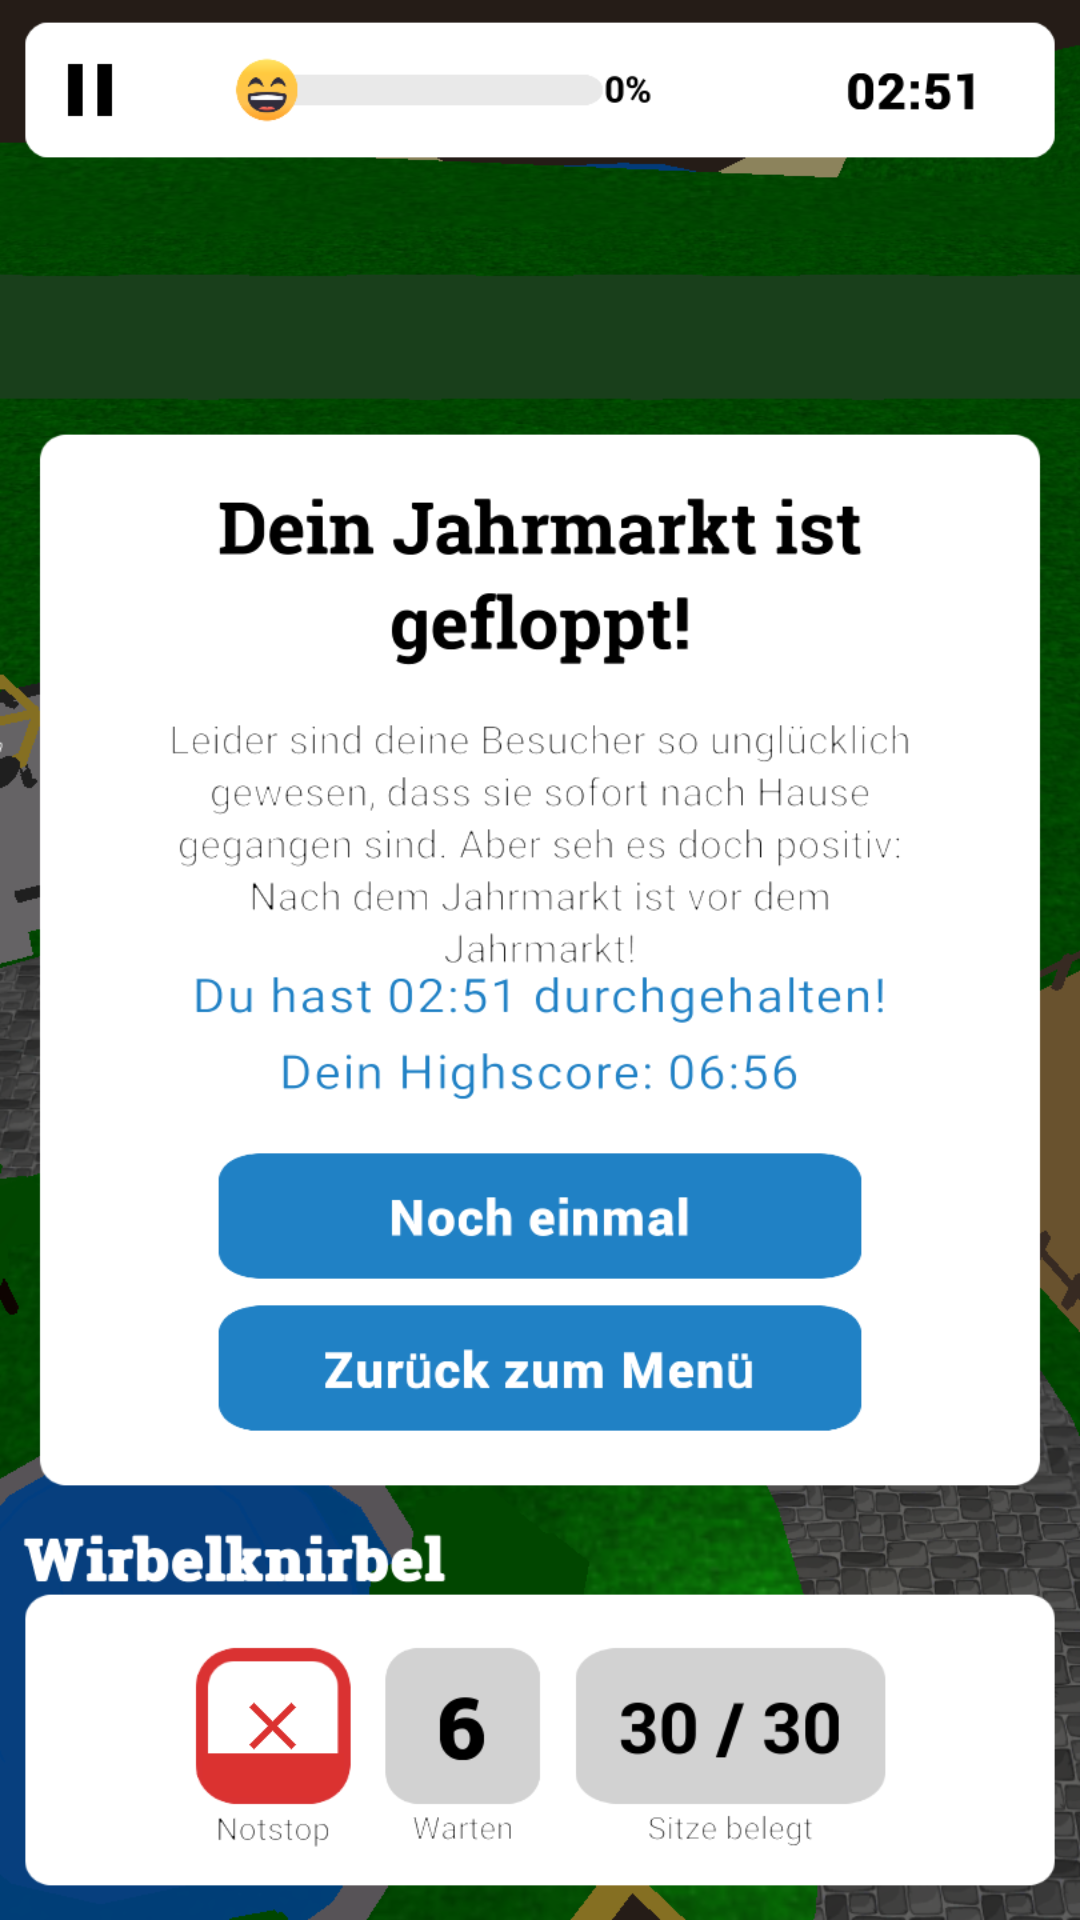 0%
02:51
Dein Jahrmarkt ist
gefloppt!
Leider sind deine Besucher so unglücklich
gewesen, dass sie sofort nach Hause
gegangen sind. Aber seh es doch positiv:
Nach dem Jahrmarkt ist vor dem
Jahrmarkt!
Du hast 02:51 durchgehalten!
Dein Highscore: 06:56
Noch einmal
Zurück zum Menü
Wirbelknirbel
6
30 / 30
Notstop
Warten
Sitze belegt